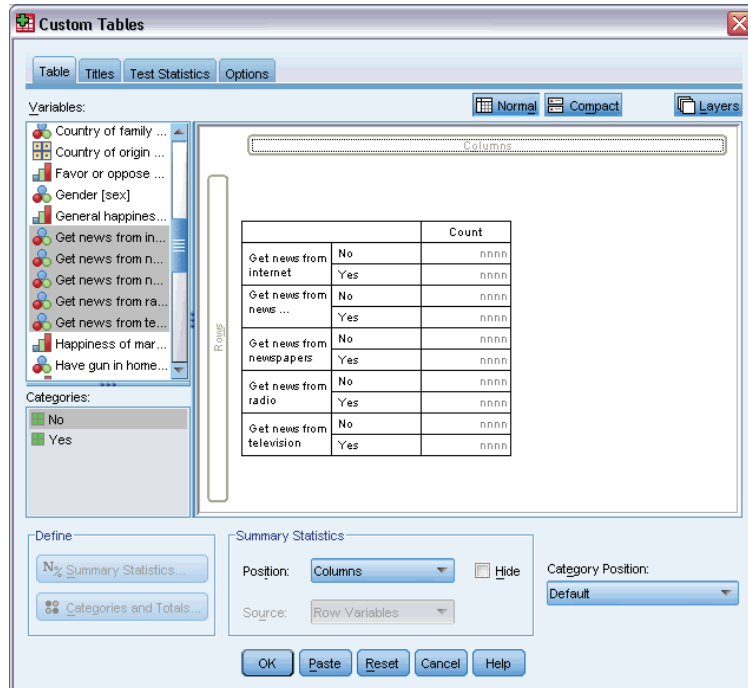 Custom Tables
Table Titles Test Statistics Options
Variables:
Normal Compact Layers
Country of family ...
Country of origin ...
Favor or oppose ...
Gender [sex]
General happines...
Get news from in...
Get news from n...
Get news from n...
Get news from ra...
Get news from te...
Happiness of mar...
Have gun in home...
Categories:
No
Yes
Columns
Rows
Count
Get news from internet No nnnn
Yes nnnn
Get news from news ... No nnnn
Yes nnnn
Get news from newspapers No nnnn
Yes nnnn
Get news from radio No nnnn
Yes nnnn
Get news from television No nnnn
Yes nnnn
Define
N% Summary Statistics...
Categories and Totals...
Summary Statistics
Position: Columns Hide
Source: Row Variables
Category Position:
Default
OK Paste Reset Cancel Help